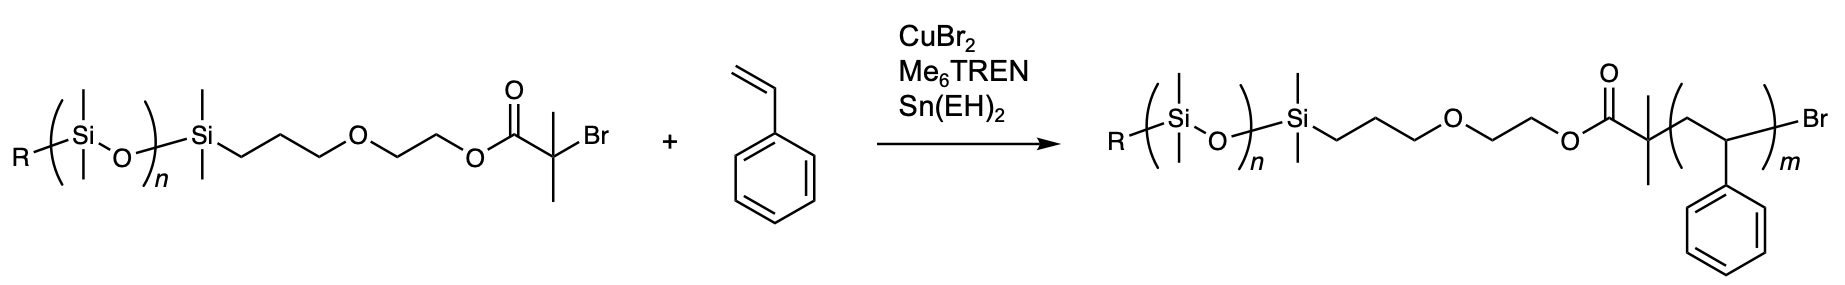 R
(
Si
O
)
n
Si
O
O
O
Br
+
CuBr₂
Me₆TREN
Sn(EH)₂
R
(
Si
O
)
n
Si
O
O
O
(
)
m
Br